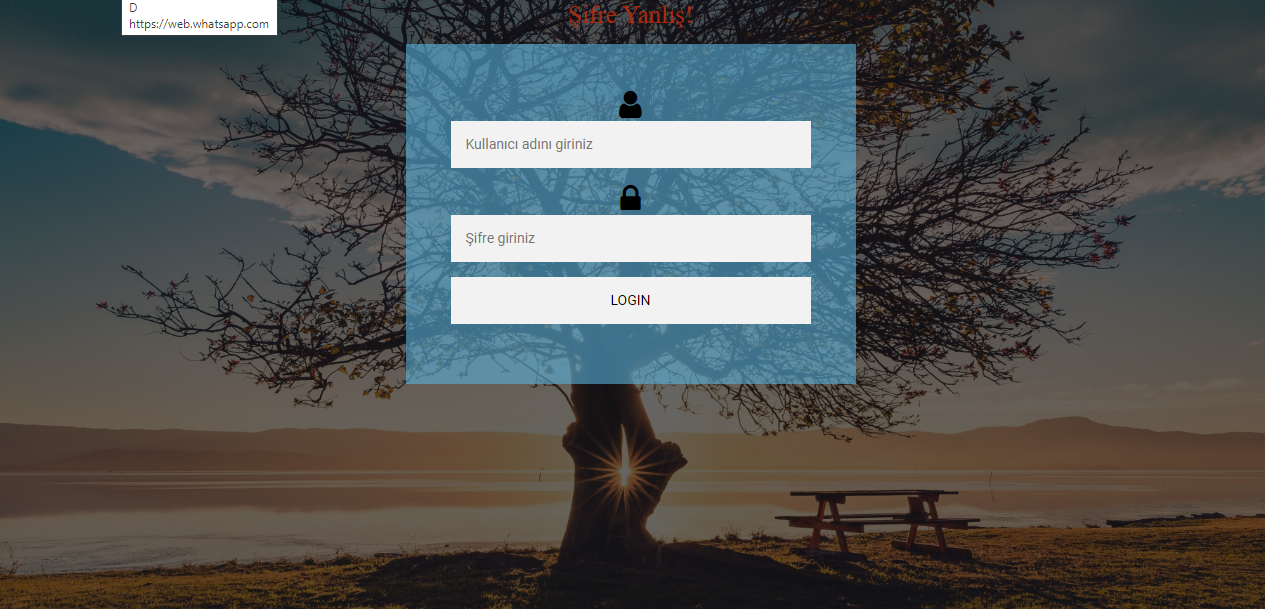 D
https://web.whatsapp.com
Şifre Yanlış!
Kullanıcı adını giriniz
Şifre giriniz
LOGIN